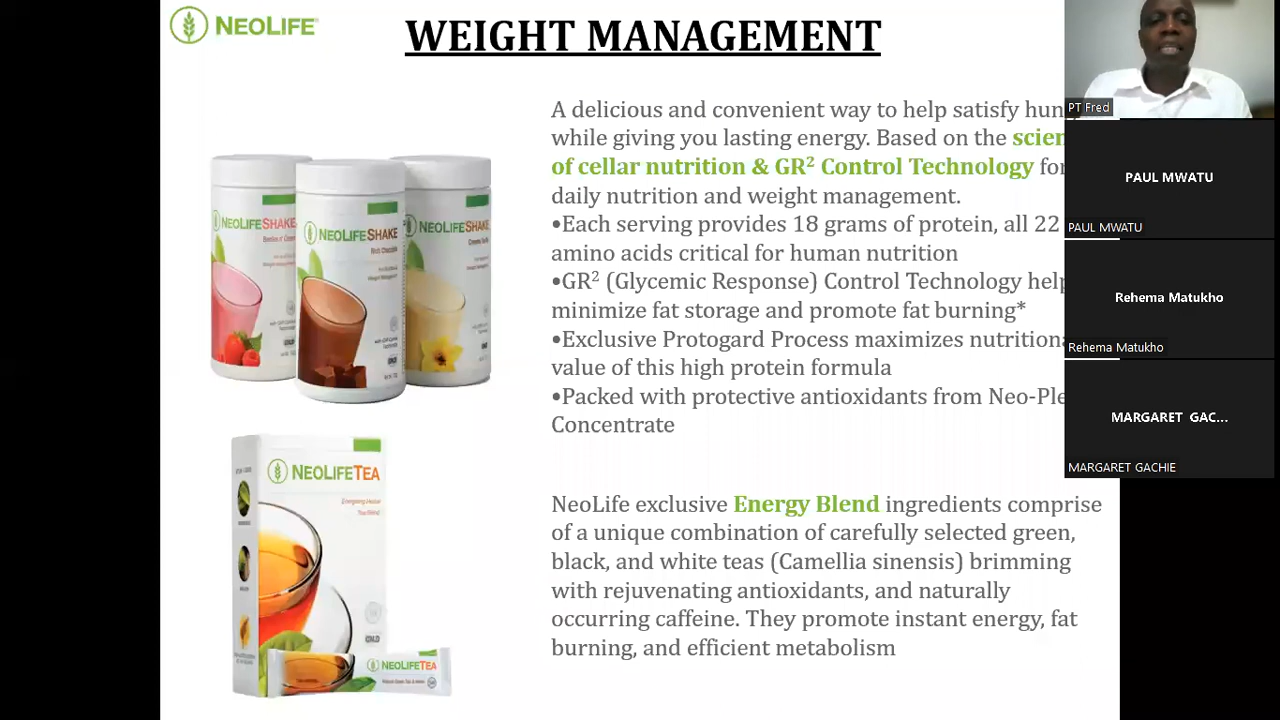 NEOLIFE
WEIGHT MANAGEMENT
A delicious and convenient way to help satisfy hun
while giving you lasting energy. Based on the scien
of cellar nutrition & GR² Control Technology for
daily nutrition and weight management.
•Each serving provides 18 grams of protein, all 22
amino acids critical for human nutrition
•GR² (Glycemic Response) Control Technology help
minimize fat storage and promote fat burning*
•Exclusive Protogard Process maximizes nutritiona
value of this high protein formula
•Packed with protective antioxidants from Neo-Ple
Concentrate
NeoLife exclusive Energy Blend ingredients comprise
of a unique combination of carefully selected green,
black, and white teas (Camellia sinensis) brimming
with rejuvenating antioxidants, and naturally
occurring caffeine. They promote instant energy, fat
burning, and efficient metabolism
NEOLIFESHAKE
NEOLIFESHAKE
Rich Chocolate
NEOLIFESHAKE
NEOLIFETEA
NEOLIFETEA
PT Fred
PAUL MWATU
PAUL MWATU
Rehema Matukho
Rehema Matukho
MARGARET GAC...
MARGARET GACHIE